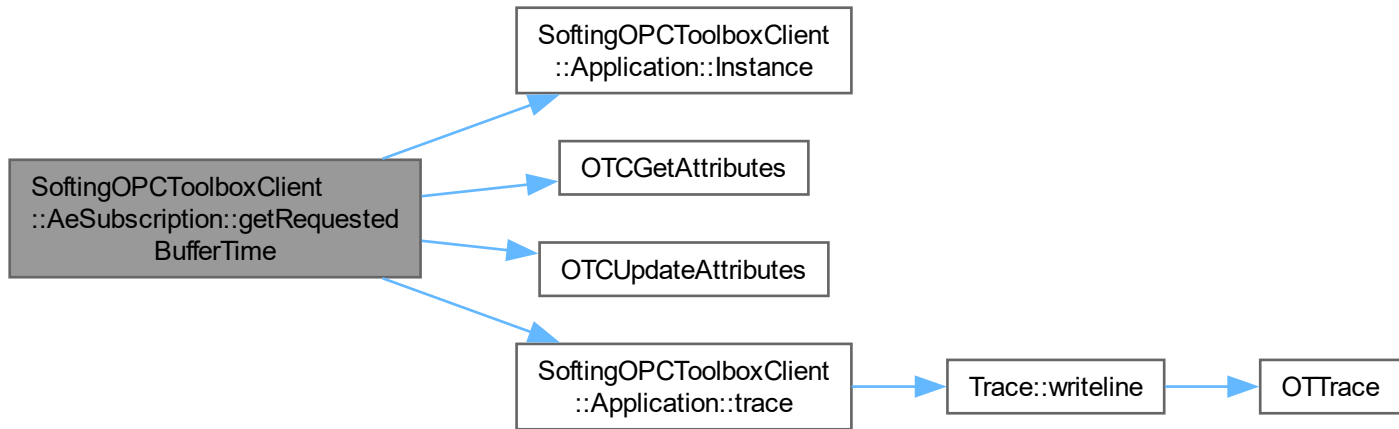 SoftingOPCToolboxClient
::AeSubscription::getRequested
BufferTime
SoftingOPCToolboxClient
::Application::Instance
OTCGetAttributes
OTCUpdateAttributes
SoftingOPCToolboxClient
::Application::trace
Trace::writeline
OTTrace